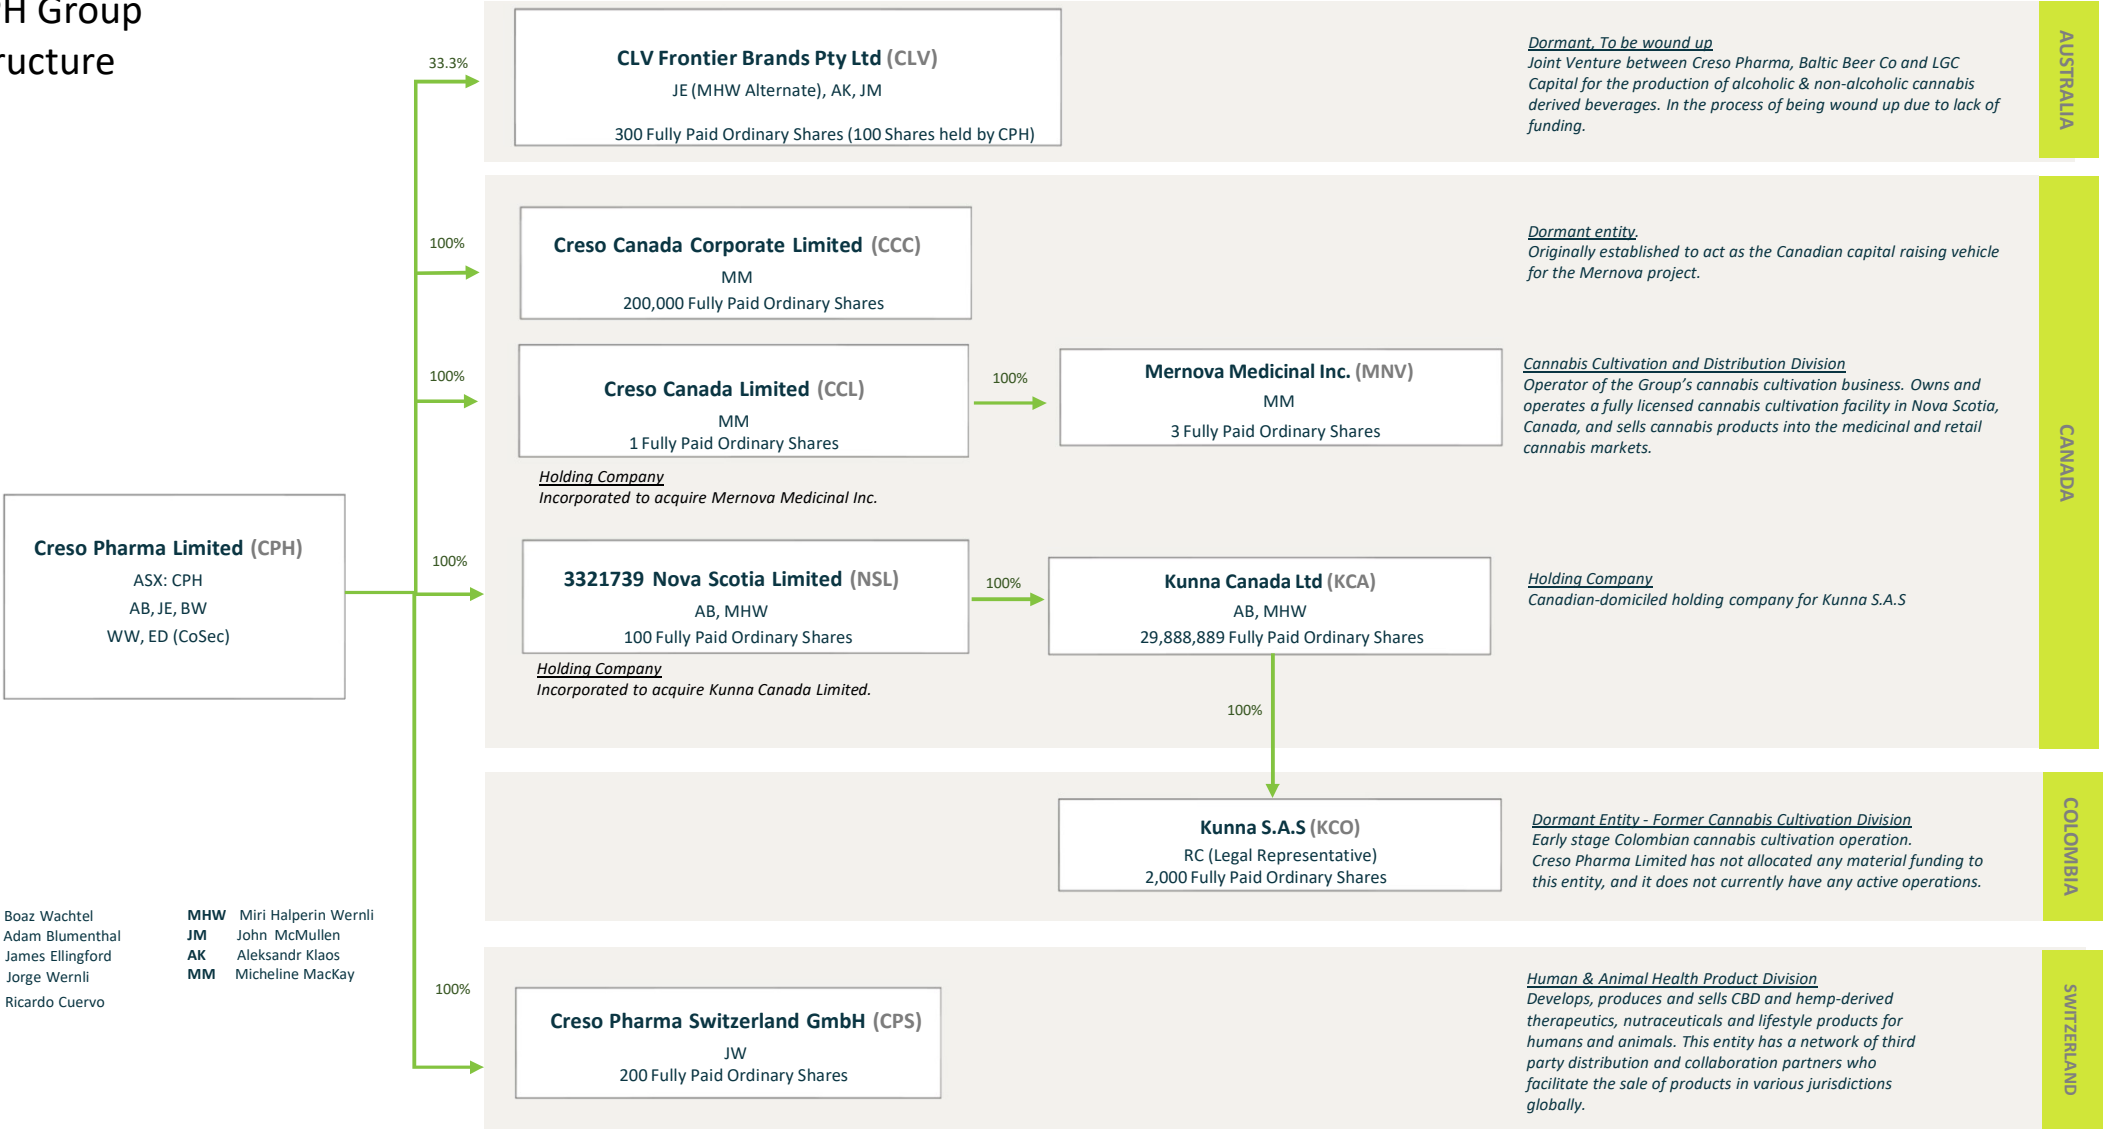 Group
33.3%
CLV Frontier Brands Pty Ltd (CLV)
JE (MHW Alternate), AK, JM
300 Fully Paid Ordinary Shares (100 Shares held by CPH)
Dormant, To be wound up
Joint Venture between Creso Pharma, Baltic Beer Co and LGC
Capital for the production of alcoholic & non-alcoholic cannabis
derived beverages. In the process of being wound up due to lack of
funding.
AUSTRALIA
100%
Creso Canada Corporate Limited (CCC)
MM
200,000 Fully Paid Ordinary Shares
Dormant entity.
Originally established to act as the Canadian capital raising vehicle
for the Mernova project.
100%
Creso Canada Limited (CCL)
MM
1 Fully Paid Ordinary Shares
Holding Company
Incorporated to acquire Mernova Medicinal Inc.
100%
Mernova Medicinal Inc. (MNV)
MM
3 Fully Paid Ordinary Shares
Cannabis Cultivation and Distribution Division
Operator of the Group's cannabis cultivation business. Owns and
operates a fully licensed cannabis cultivation facility in Nova Scotia,
Canada, and sells cannabis products into the medicinal and retail
cannabis markets.
CANADA
Creso Pharma Limited (CPH)
ASX: CPH
AB, JE, BW
WW, ED (CoSec)
100%
3321739 Nova Scotia Limited (NSL)
AB, MHW
100 Fully Paid Ordinary Shares
Holding Company
Incorporated to acquire Kunna Canada Limited.
100%
Kunna Canada Ltd (KCA)
AB, MHW
29,888,889 Fully Paid Ordinary Shares
Holding Company
Canadian-domiciled holding company for Kunna S.A.S
100%
Kunna S.A.S (KCO)
RC (Legal Representative)
2,000 Fully Paid Ordinary Shares
Dormant Entity - Former Cannabis Cultivation Division
Early stage Colombian cannabis cultivation operation.
Creso Pharma Limited has not allocated any material funding to
this entity, and it does not currently have any active operations.
COLOMBIA
Boaz Wachtel
Adam Blumenthal
James Ellingford
Jorge Wernli
Ricardo Cuervo
MHW Miri Halperin Wernli
JM John McMullen
AK Aleksandr Klaos
MM Micheline MacKay
100%
Creso Pharma Switzerland GmbH (CPS)
JW
200 Fully Paid Ordinary Shares
Human & Animal Health Product Division
Develops, produces and sells CBD and hemp-derived
therapeutics, nutraceuticals and lifestyle products for
humans and animals. This entity has a network of third
party distribution and collaboration partners who
facilitate the sale of products in various jurisdictions
globally.
SWITZERLAND